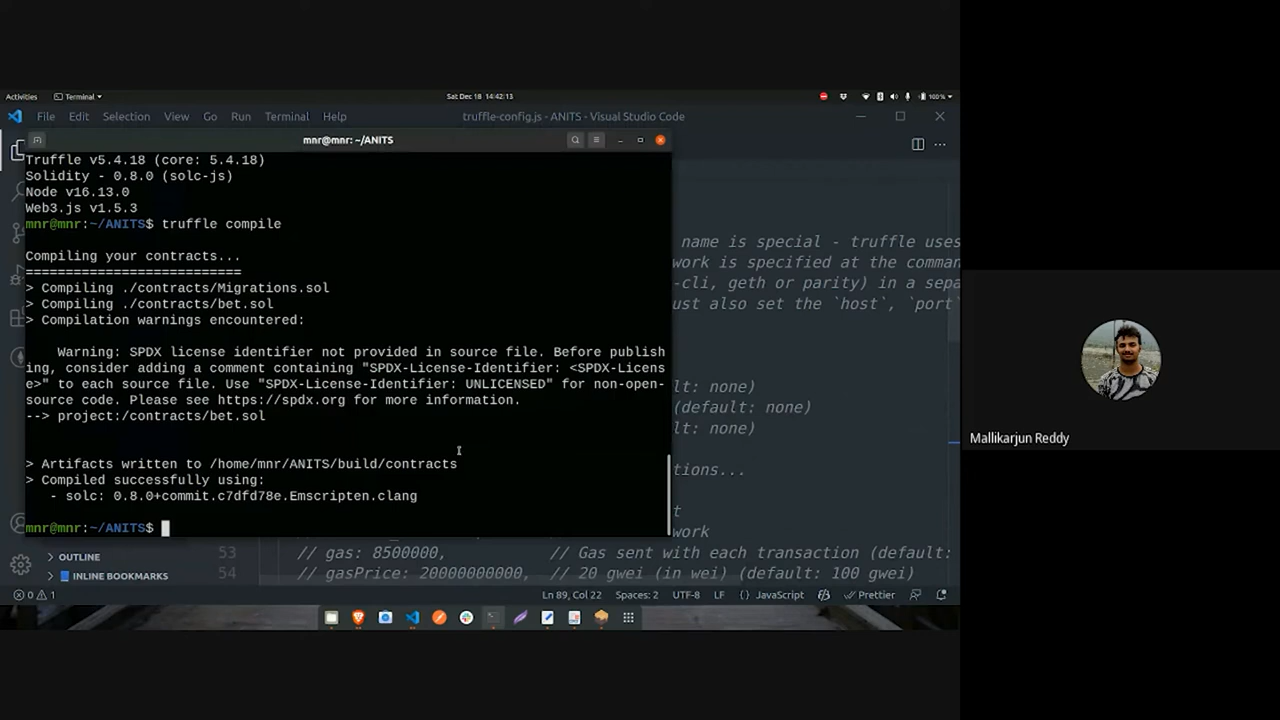 Activities
Terminal
Sat Dec 18 14:42:13
100%
File Edit Selection View Go Run Terminal Help
truffle-config.js - ANITS - Visual Studio Code
mnr@mnr: ~/ANITS
Truffle v5.4.18 (core: 5.4.18)
Solidity - 0.8.0 (solc-js)
Node v16.13.0
Web3.js v1.5.3
mnr@mnr:~/ANITS$ truffle compile
Compiling your contracts...
===========================
> Compiling ./contracts/Migrations.sol
> Compiling ./contracts/bet.sol
> Compilation warnings encountered:
Warning: SPDX license identifier not provided in source file. Before publish
ing, consider adding a comment containing "SPDX-License-Identifier: <SPDX-Licen
se>" to each source file. Use "SPDX-License-Identifier: UNLICENSED" for non-open-
source code. Please see https://spdx.org for more information.
--> project:/contracts/bet.sol
> Artifacts written to /home/mnr/ANITS/build/contracts
> Compiled successfully using:
- solc: 0.8.0+commit.c7dfd78e.Emscripten.clang
mnr@mnr:~/ANITS$
name is special - truffle uses
work is specified at the comman
-cli, geth or parity) in a sepa
ust also set the `host`, `port`
lt: none)
(default: none)
lt: none)
tions...
t
work
53 // gas: 8500000, // Gas sent with each transaction (default:
54 // gasPrice: 20000000000, // 20 gwei (in wei) (default: 100 gwei)
OUTLINE
INLINE BOOKMARKS
0 1
Ln 89, Col 22 Spaces: 2 UTF-8 LF {} JavaScript Prettier
Mallikarjun Reddy